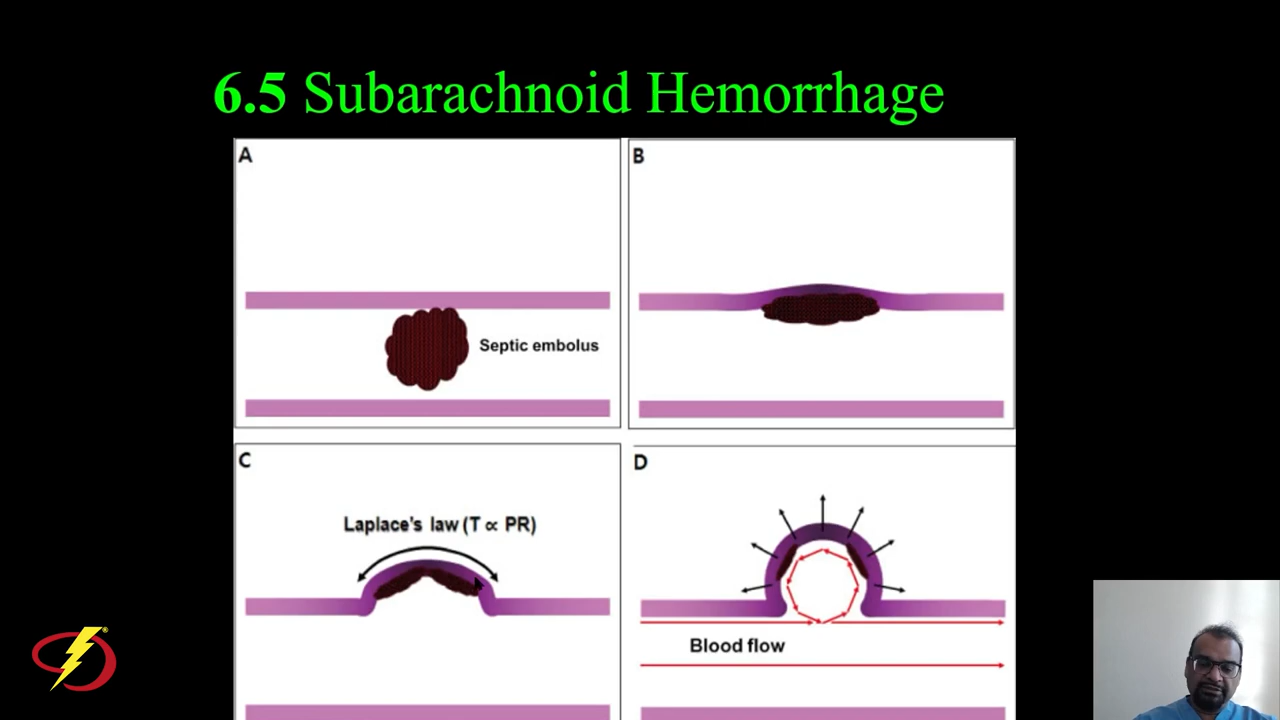 6.5 Subarachnoid Hemorrhage
A
B
Septic embolus
C
D
Laplace's law (T ∝ PR)
Blood flow
®